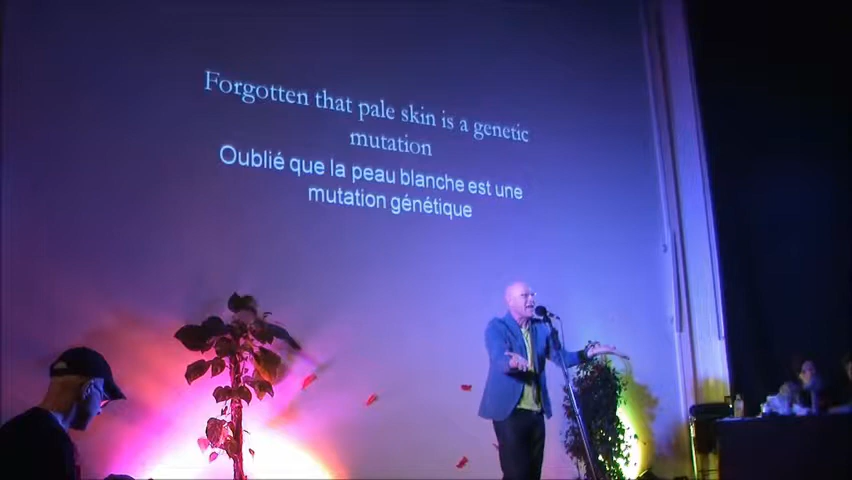 Forgotten that pale skin is a genetic
mutation
Oublié que la peau blanche est une
mutation génétique